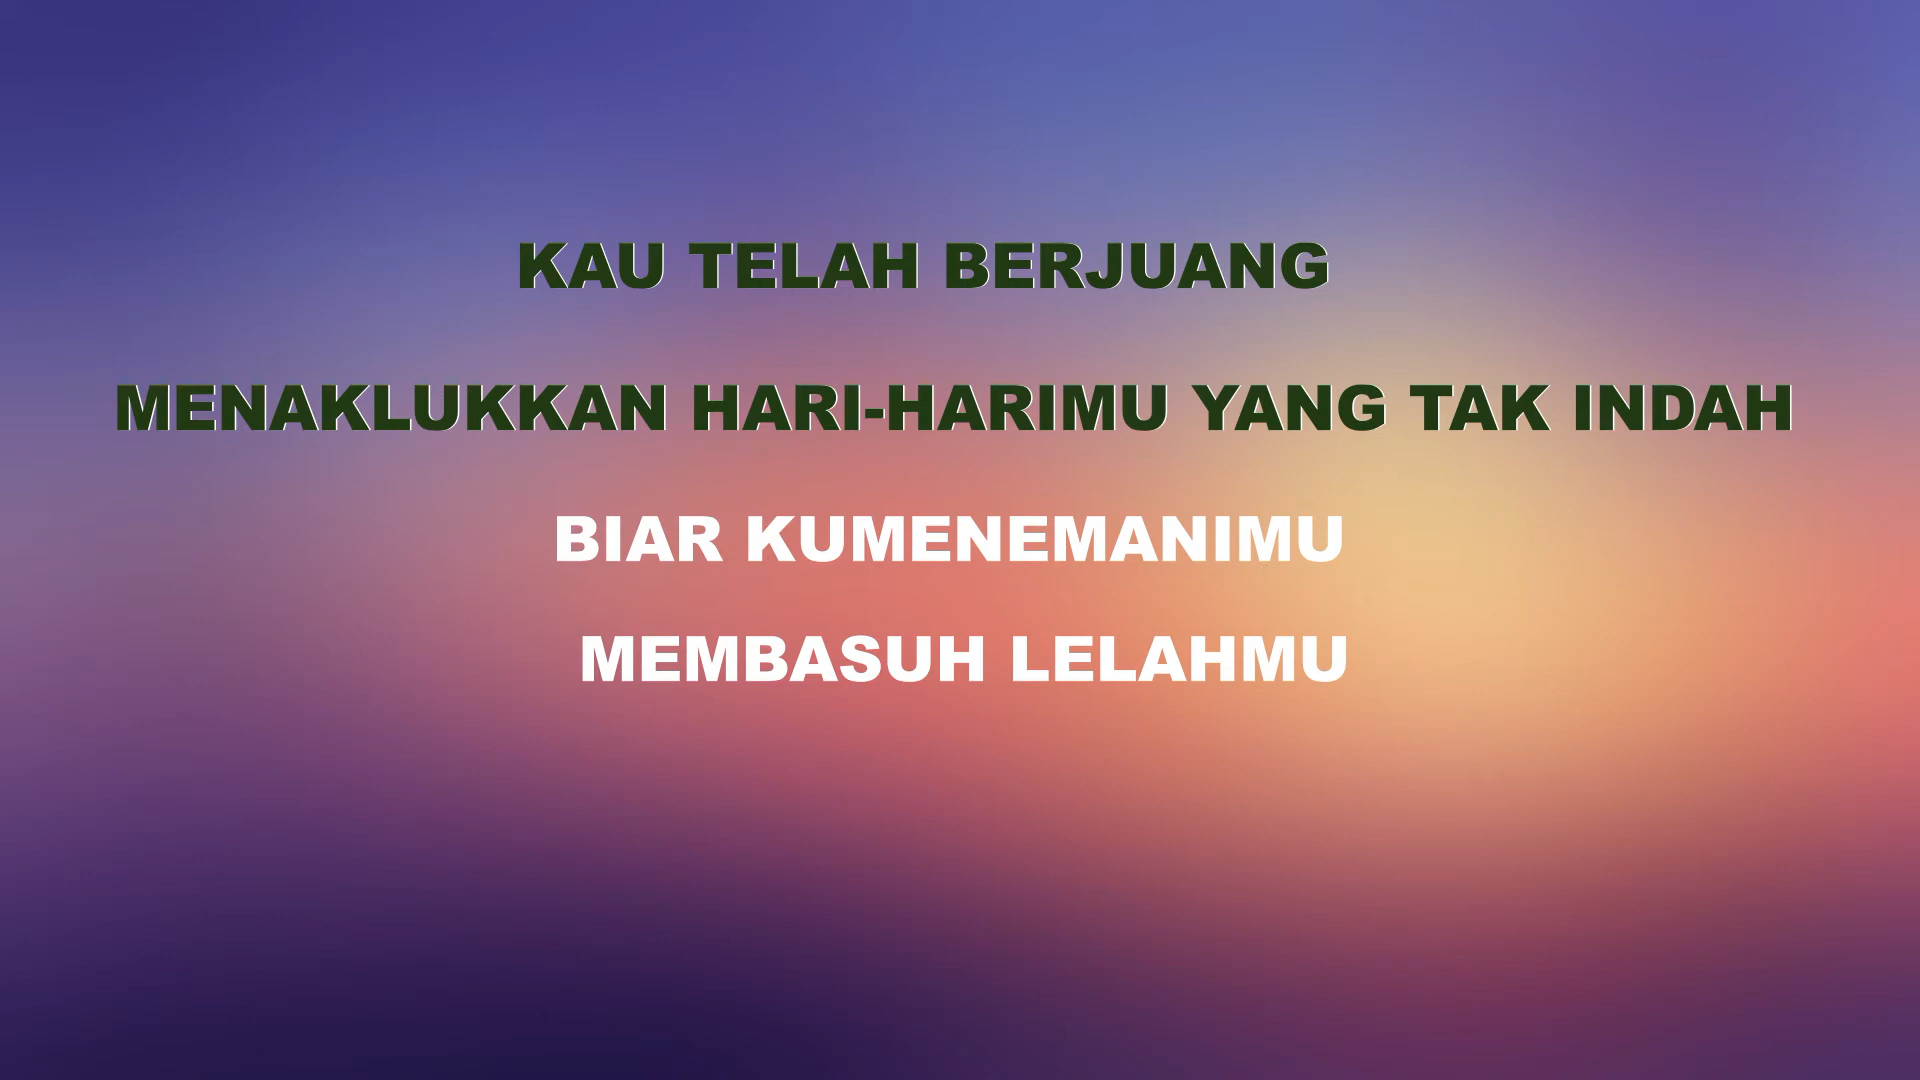 KAU TELAH BERJUANG
MENAKLUKKAN HARI-HARIMU YANG TAK INDAH
BIAR KUMENEMANIMU
MEMBASUH LELAHMU